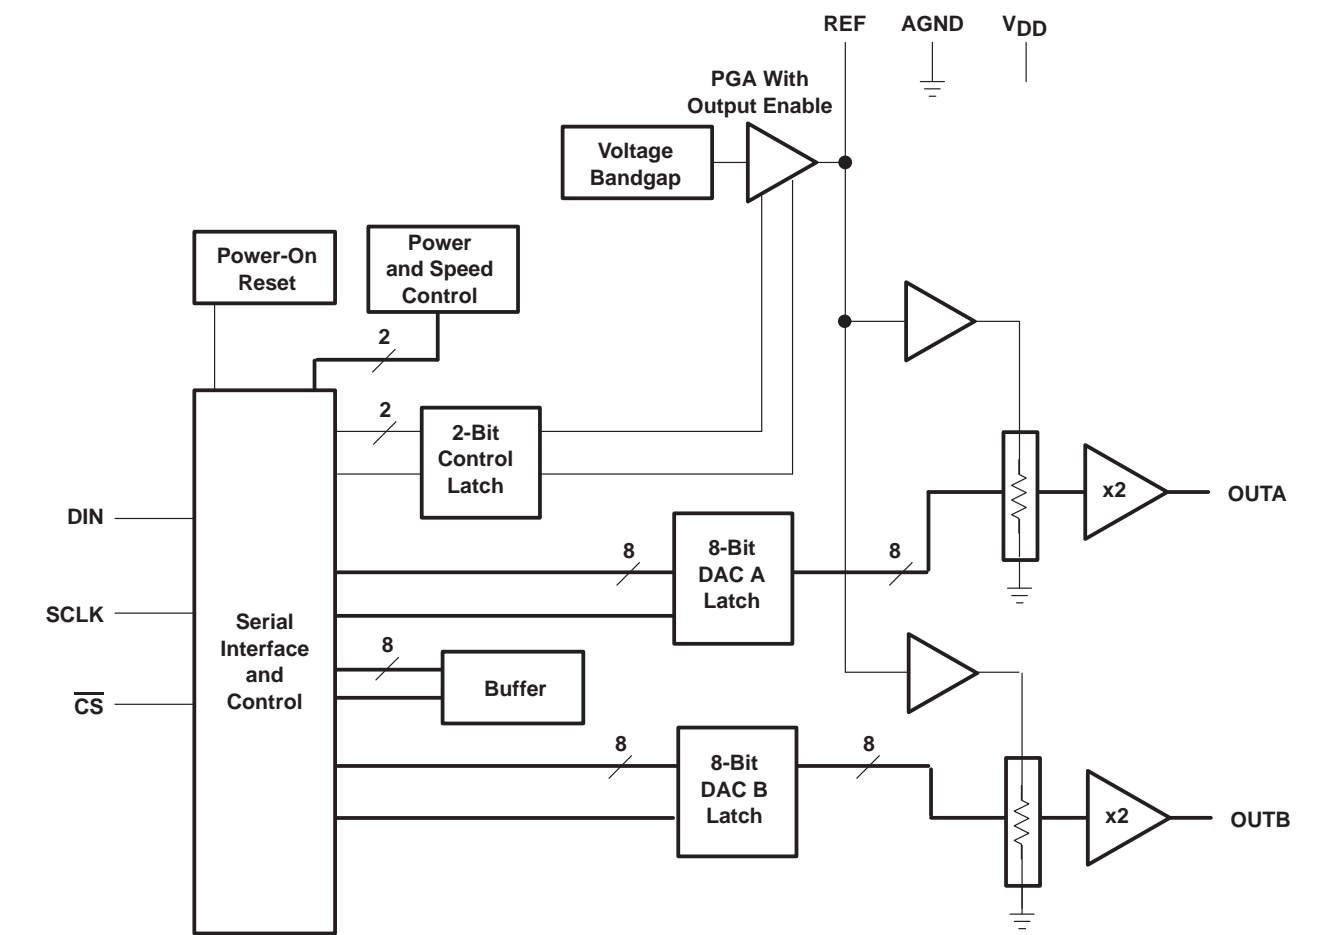 REF
AGND
VDD
PGA With
Output Enable
Voltage
Bandgap
Power-On
Reset
Power
and Speed
Control
2
2
2-Bit
Control
Latch
x2
OUTA
DIN
8
8-Bit
DAC A
Latch
8
SCLK
Serial
Interface
and
Control
8
Buffer
CS
8
8-Bit
DAC B
Latch
8
x2
OUTB